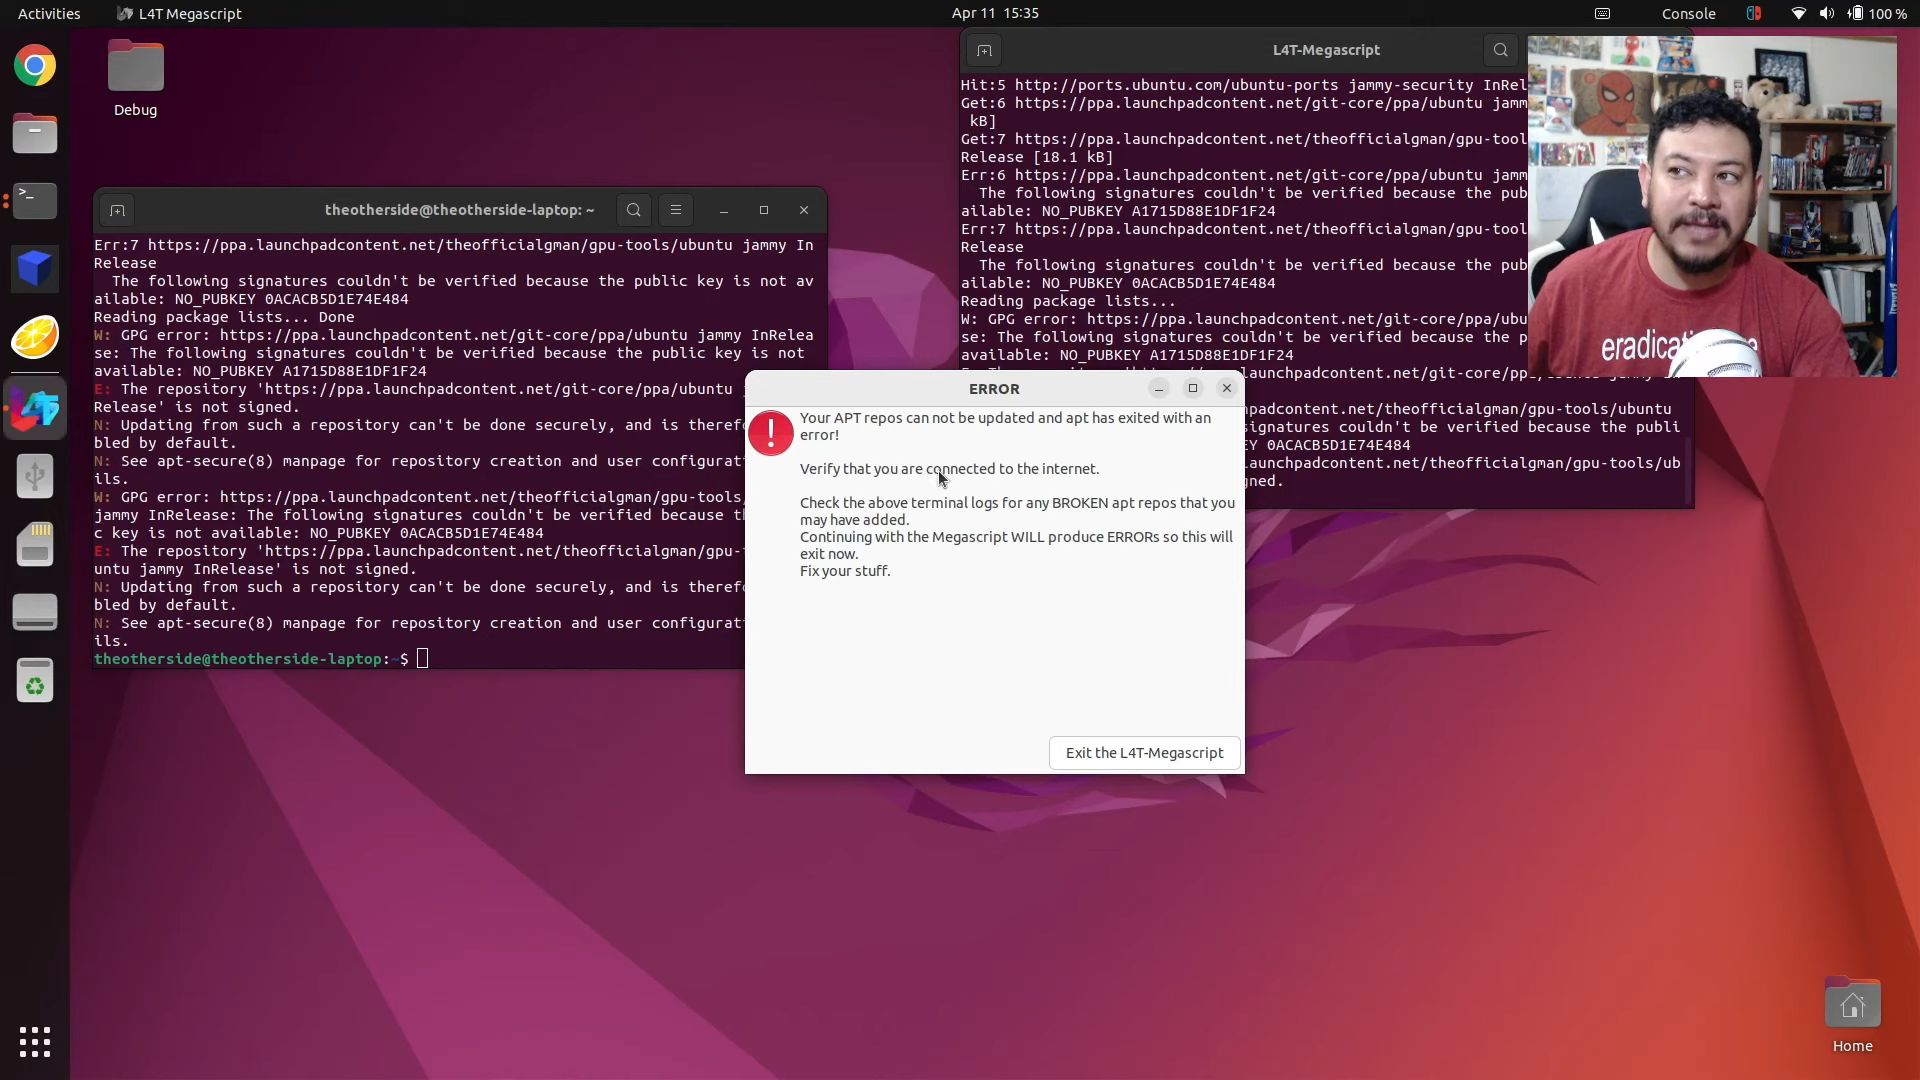 Activities
L4T Megascript
Apr 11 15:35
Console
100 %
Debug
theotherside@theotherside-laptop: ~
Err:7 https://ppa.launchpadcontent.net/theofficialgman/gpu-tools/ubuntu jammy In
Release
The following signatures couldn't be verified because the public key is not av
ailable: NO_PUBKEY 0ACACB5D1E74E484
Reading package lists... Done
W: GPG error: https://ppa.launchpadcontent.net/git-core/ppa/ubuntu jammy InRelea
se: The following signatures couldn't be verified because the public key is not
available: NO_PUBKEY A1715D88E1DF1F24
E: The repository 'https://ppa.launchpadcontent.net/git-core/ppa/ubuntu
Release' is not signed.
N: Updating from such a repository can't be done securely, and is theref
bled by default.
N: See apt-secure(8) manpage for repository creation and user configurat
ils.
W: GPG error: https://ppa.launchpadcontent.net/theofficialgman/gpu-tools
jammy InRelease: The following signatures couldn't be verified because t
c key is not available: NO_PUBKEY 0ACACB5D1E74E484
E: The repository 'https://ppa.launchpadcontent.net/theofficialgman/gpu-
untu jammy InRelease' is not signed.
N: Updating from such a repository can't be done securely, and is theref
bled by default.
N: See apt-secure(8) manpage for repository creation and user configurat
ils.
theotherside@theotherside-laptop:~$
L4T-Megascript
Hit:5 http://ports.ubuntu.com/ubuntu-ports jammy-security InRel
Get:6 https://ppa.launchpadcontent.net/git-core/ppa/ubuntu jamm
kB]
Get:7 https://ppa.launchpadcontent.net/theofficialgman/gpu-tool
Release [18.1 kB]
Err:6 https://ppa.launchpadcontent.net/git-core/ppa/ubuntu jamm
The following signatures couldn't be verified because the pub
ailable: NO_PUBKEY A1715D88E1DF1F24
Err:7 https://ppa.launchpadcontent.net/theofficialgman/gpu-tool
Release
The following signatures couldn't be verified because the pub
ailable: NO_PUBKEY 0ACACB5D1E74E484
Reading package lists...
W: GPG error: https://ppa.launchpadcontent.net/git-core/ppa/ubu
se: The following signatures couldn't be verified because the p
available: NO_PUBKEY A1715D88E1DF1F24
launchpadcontent.net/git-core/
padcontent.net/theofficialgman/gpu-tools/ubuntu
ignatures couldn't be verified because the publi
Y 0ACACB5D1E74E484
launchpadcontent.net/theofficialgman/gpu-tools/ub
ned.
ERROR
Your APT repos can not be updated and apt has exited with an
error!
Verify that you are connected to the internet.
Check the above terminal logs for any BROKEN apt repos that you
may have added.
Continuing with the Megascript WILL produce ERRORs so this will
exit now.
Fix your stuff.
Exit the L4T-Megascript
Home